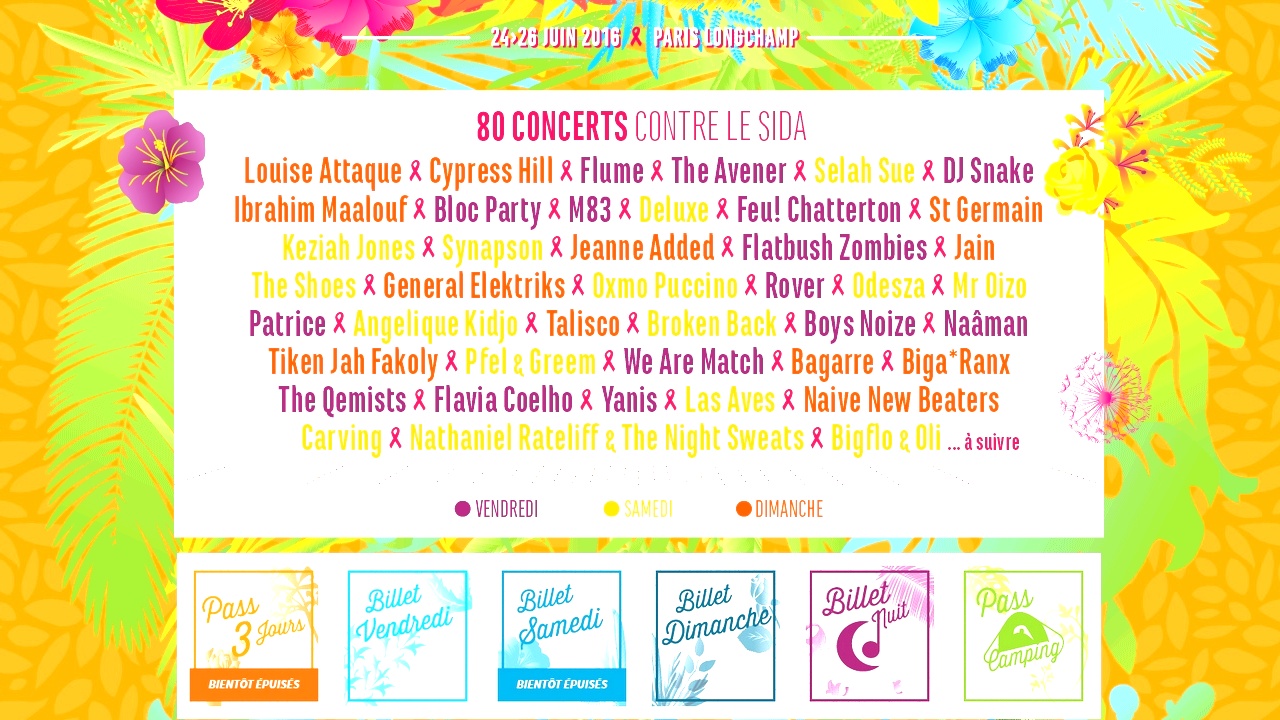 24>26 JUIN 2016 PARIS LONGCHAMP
80 CONCERTS CONTRE LE SIDA
Louise Attaque Cypress Hill Flume The Avener Selah Sue DJ Snake
Ibrahim Maalouf Bloc Party M83 Deluxe Feu! Chatterton St Germain
Keziah Jones Synapson Jeanne Added Flatbush Zombies Jain
The Shoes General Elektriks Oxmo Puccino Rover Odesza Mr Oizo
Patrice Angelique Kidjo Talisco Broken Back Boys Noize Naâman
Tiken Jah Fakoly Pfel & Greem We Are Match Bagarre Biga*Ranx
The Qemists Flavia Coelho Yanis Las Aves Naive New Beaters
Carving Nathaniel Rateliff & The Night Sweats Bigflo & Oli ... à suivre
VENDREDI SAMEDI DIMANCHE
Pass 3 Jours
BIENTÔT ÉPUISÉS
Billet Vendredi
Billet Samedi
BIENTÔT ÉPUISÉS
Billet Dimanche
Billet Nuit
Pass Camping